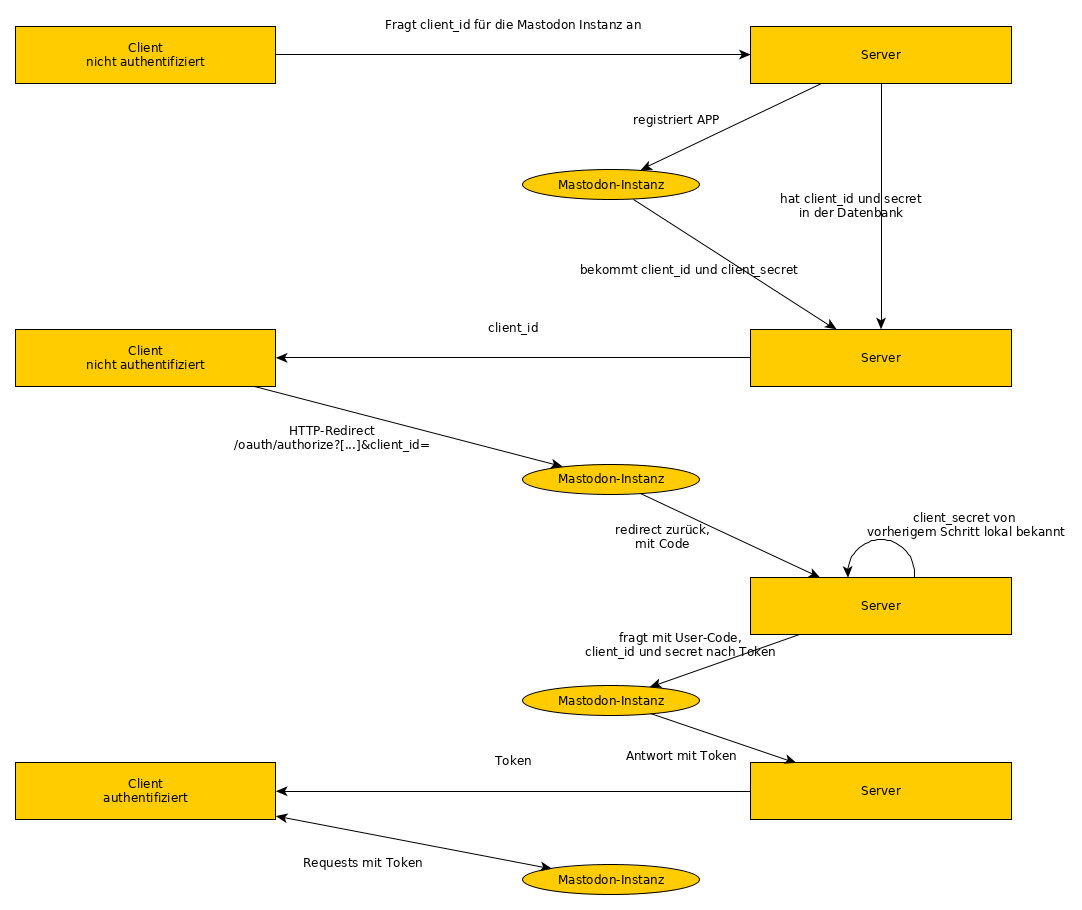 Fragt client_id für die Mastodon Instanz an
Client
nicht authentifiziert
Server
registriert APP
Mastodon-Instanz
hat client_id und secret
in der Datenbank
bekommt client_id und client_secret
client_id
Client
nicht authentifiziert
Server
HTTP-Redirect
/oauth/authorize?[...]&client_id=
Mastodon-Instanz
redirect zurück,
mit Code
client_secret von
vorherigem Schritt lokal bekannt
Server
fragt mit User-Code,
client_id und secret nach Token
Mastodon-Instanz
Antwort mit Token
Token
Client
authentifiziert
Server
Requests mit Token
Mastodon-Instanz